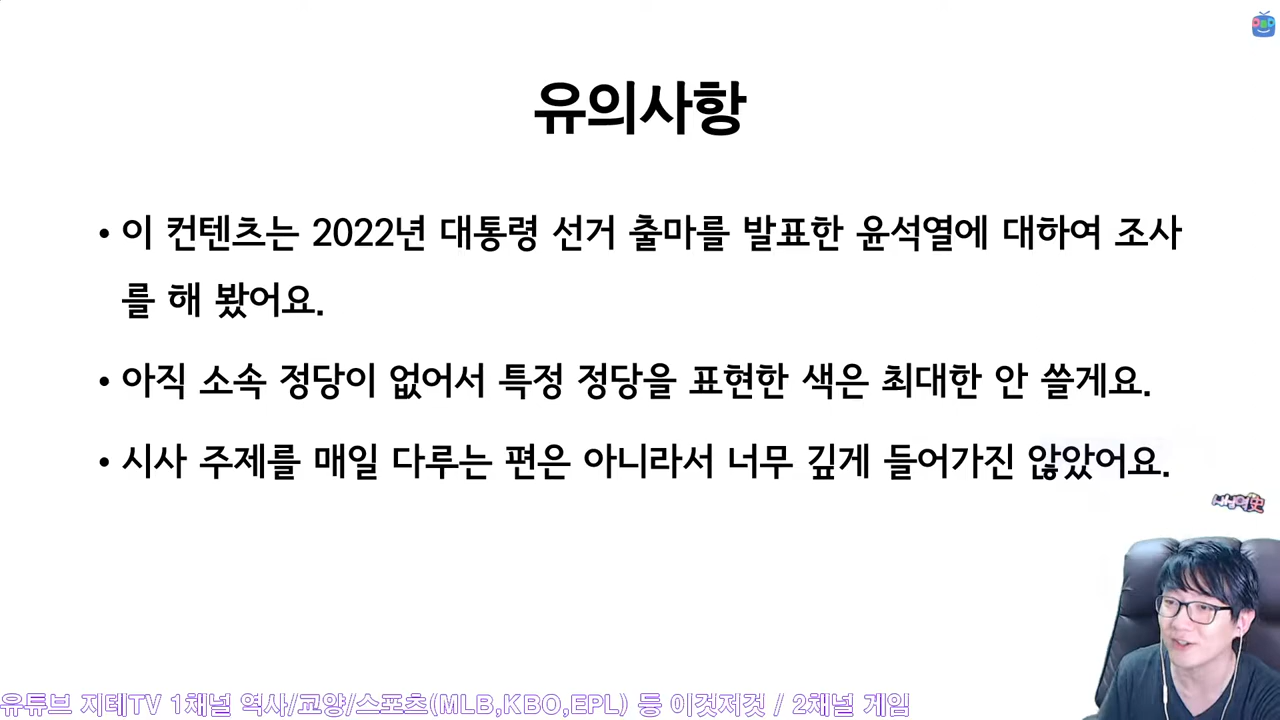 유의사항
• 이 컨텐츠는 2022년 대통령 선거 출마를 발표한 윤석열에 대하여 조사
를 해 봤어요.
• 아직 소속 정당이 없어서 특정 정당을 표현한 색은 최대한 안 쓸게요.
• 시사 주제를 매일 다루는 편은 아니라서 너무 깊게 들어가진 않았어요.
유튜브 지테TV 1채널 역사/교양/스포츠(MLB,KBO,EPL) 등 이것저것 / 2채널 게임